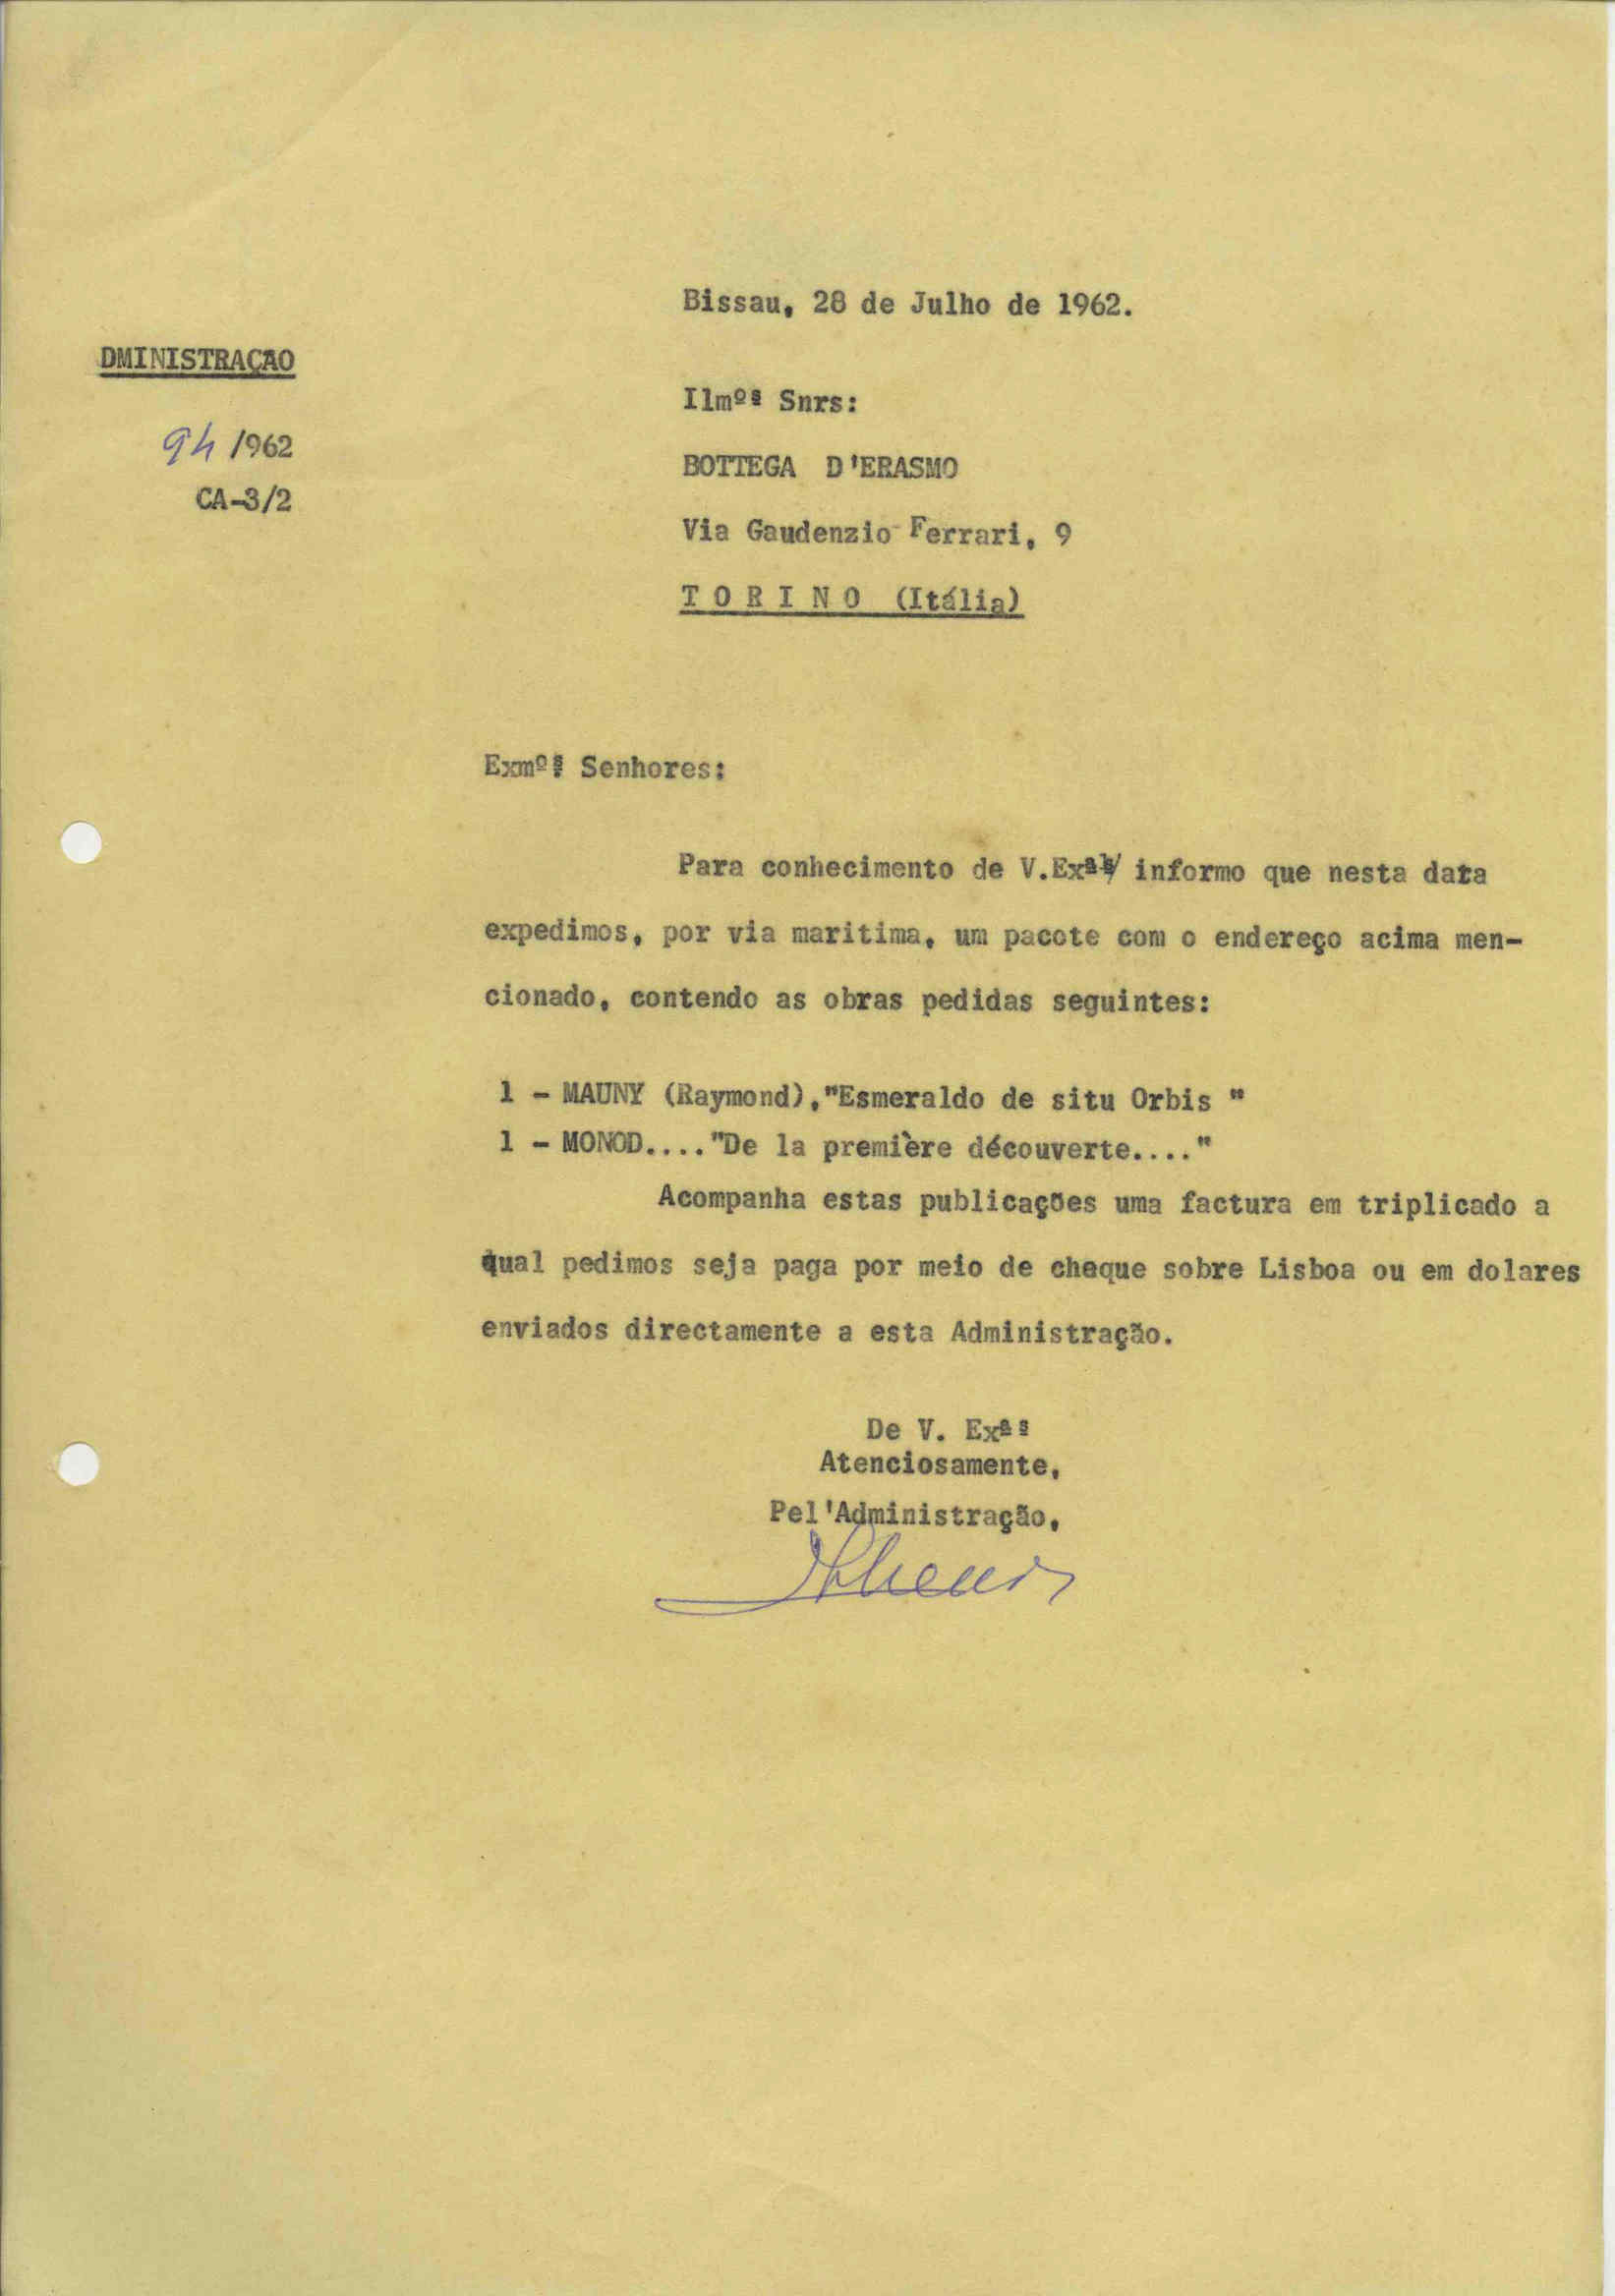 Bissau, 28 de Julho de 1962.
DMINISTRAÇAO
Ilmºs Snrs:
94/962
BOTTEGA D'ERASMO
CA-3/2
Via Gaudenzio Ferrari, 9
TORINO (Itália)
Exmºs Senhores:
Para conhecimento de V.Exªs informo que nesta data
expedimos, por via maritima, um pacote com o endereço acima men-
cionado, contendo as obras pedidas seguintes:
1 - MAUNY (Raymond),"Esmeraldo de situ Orbis "
1 - MONOD...."De la première découverte...."
Acompanha estas publicações uma factura em triplicado a
qual pedimos seja paga por meio de cheque sobre Lisboa ou em dolares
enviados directamente a esta Administração.
De V. Exªs
Atenciosamente,
Pel'Administração,